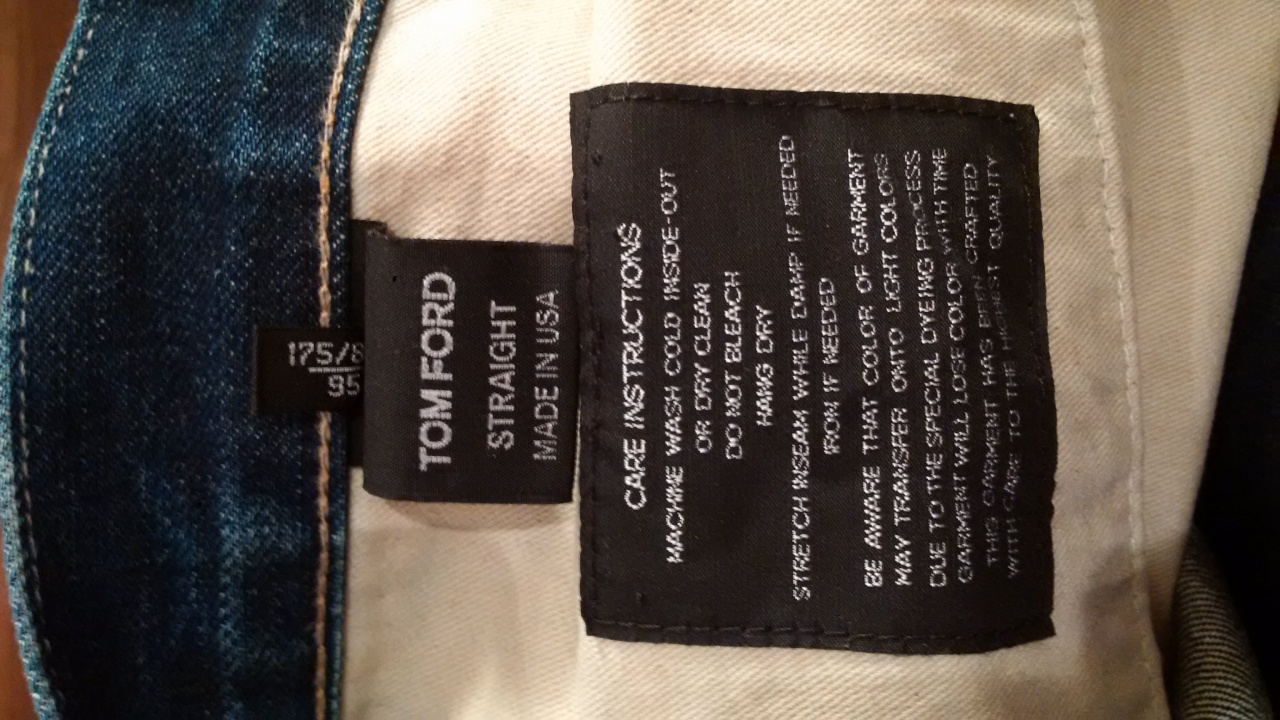 175/8
95
TOM FORD
STRAIGHT
MADE IN USA
CARE INSTRUCTIONS
MACHINE WASH COLD INSIDE-OUT
OR DRY CLEAN
DO NOT BLEACH
HANG DRY
STRETCH INSEAM WHILE DAMP IF NEEDED
IRON IF NEEDED
BE AWARE THAT COLOR OF GARMENT
MAY TRANSFER ONTO LIGHT COLORS
DUE TO THE SPECIAL DYEING PROCESS
GARMENT WILL LOSE COLOR WITH TIME
THIS GARMENT HAS BEEN CRAFTED
WITH CARE TO THE HIGHEST QUALITY